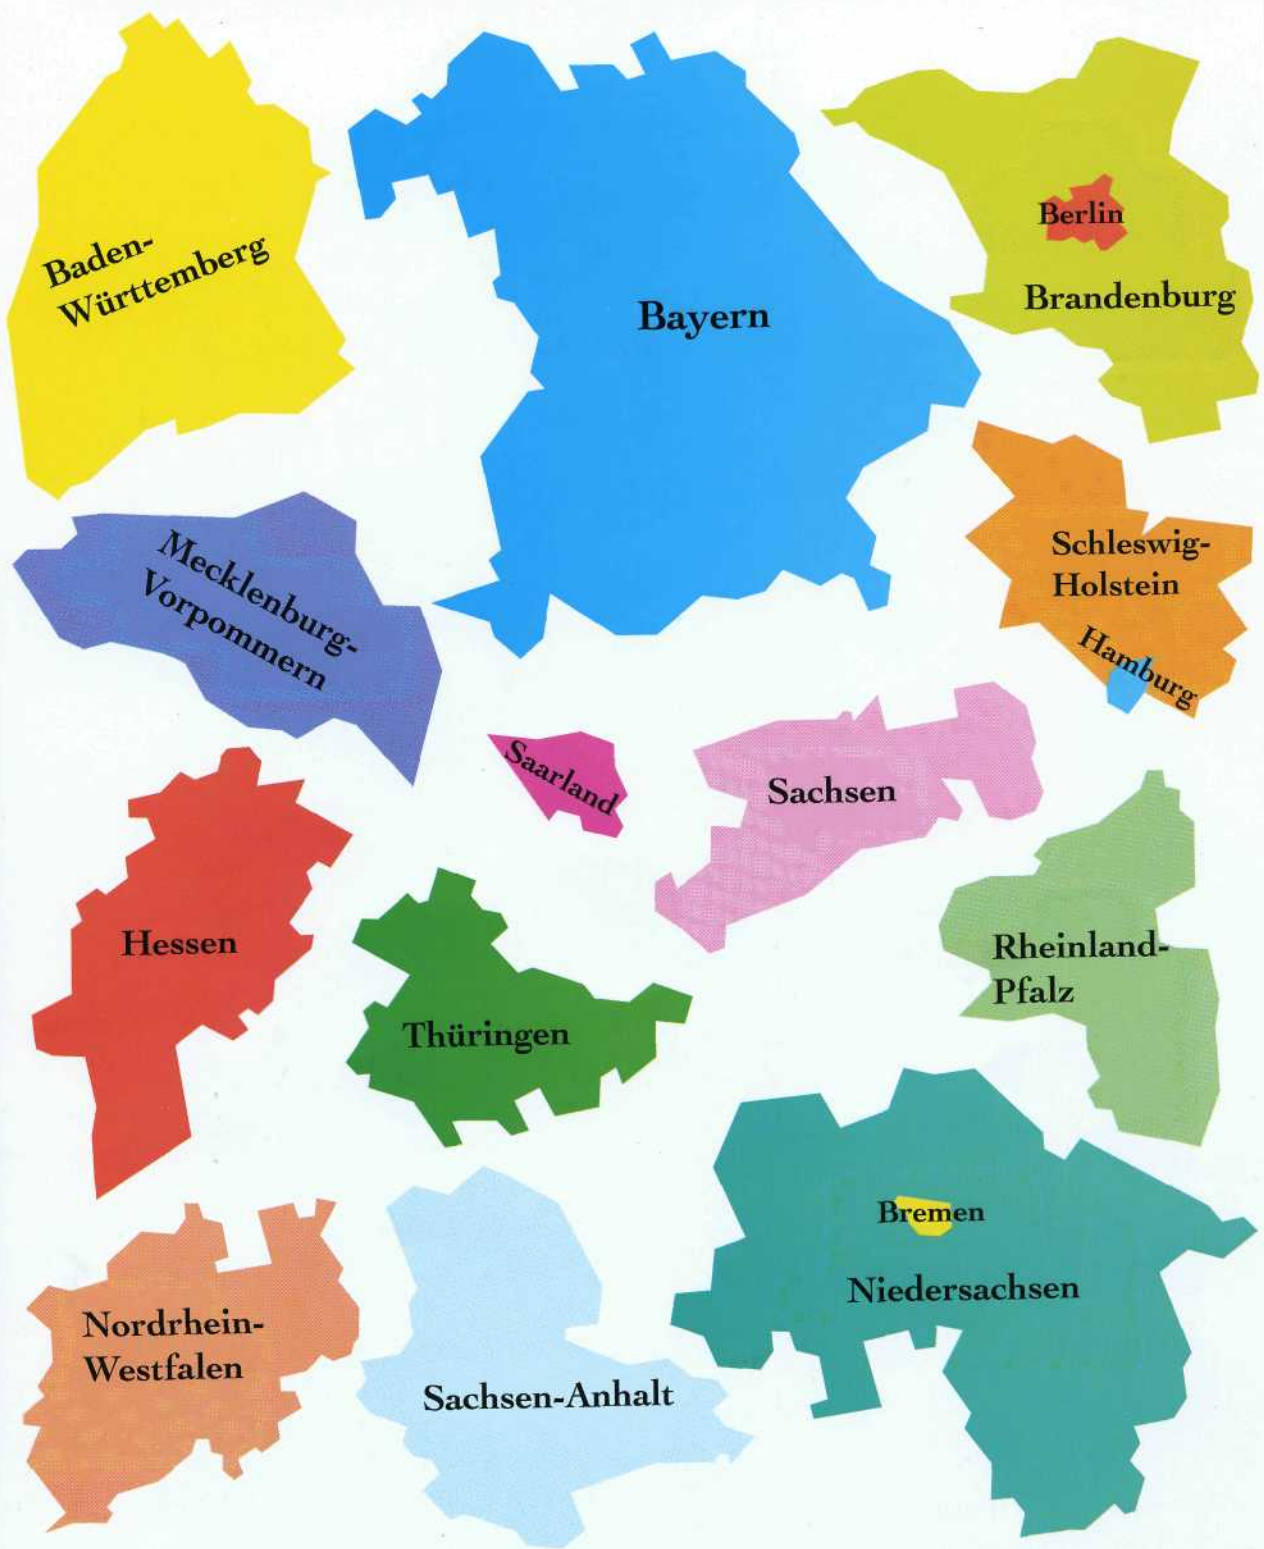 Baden-
Württemberg
Bayern
Berlin
Brandenburg
Mecklenburg-
Vorpommern
Schleswig-
Holstein
Hamburg
Saarland
Sachsen
Hessen
Thüringen
Rheinland-
Pfalz
Bremen
Niedersachsen
Nordrhein-
Westfalen
Sachsen-Anhalt